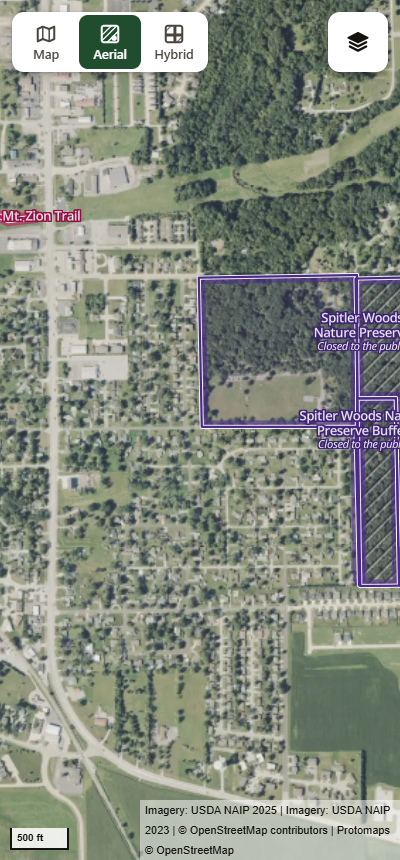 Map
Aerial
Hybrid
Mt. Zion Trail
Spitler Woods
Nature Preserv
Closed to the publ
Spitler Woods Na
Preserve Buffe
Closed to the publ
Imagery: USDA NAIP 2025 | Imagery: USDA NAIP
2023 | © OpenStreetMap contributors | Protomaps
© OpenStreetMap
500 ft